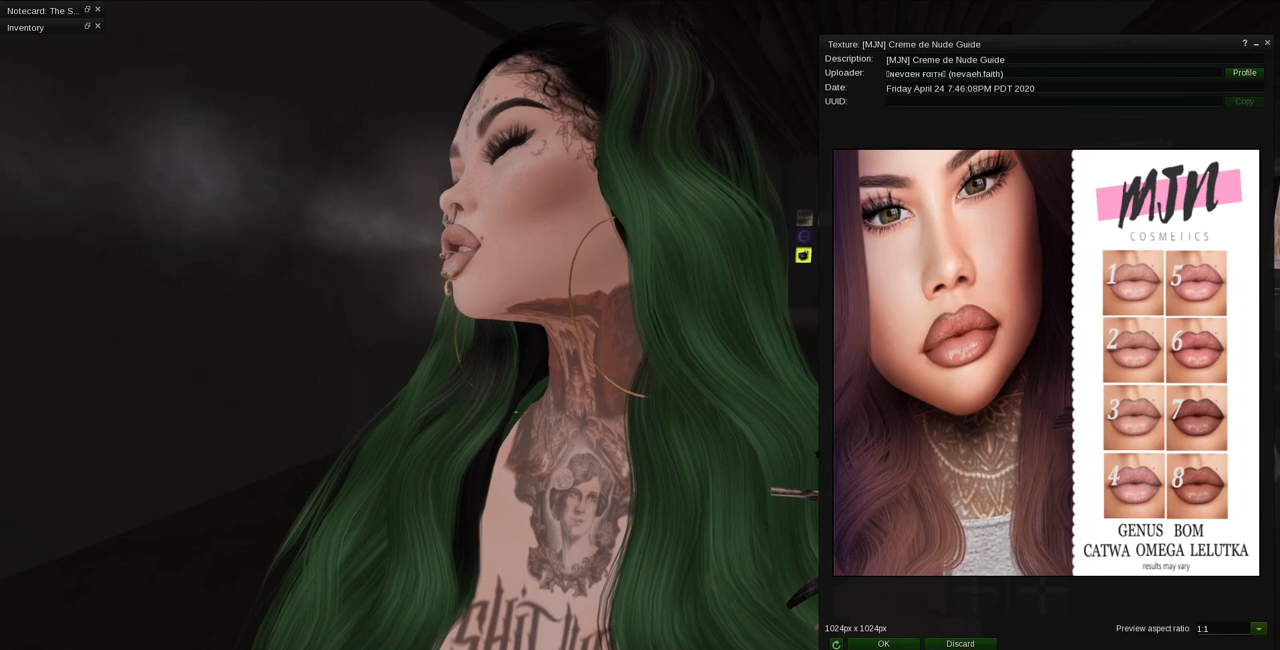 Notecard: The S...
Inventory
Texture: [MJN] Creme de Nude Guide
Description: [MJN] Creme de Nude Guide
Uploader: (nevaeh.faith) Profile
Date: Friday April 24 7:46:08PM PDT 2020
UUID: Copy
MJN
COSMETICS
1 5
2 6
3 7
4 8
GENUS BOM
CATWA OMEGA LELUTKA
results may vary
1024px x 1024px
Preview aspect ratio 1:1
OK Discard